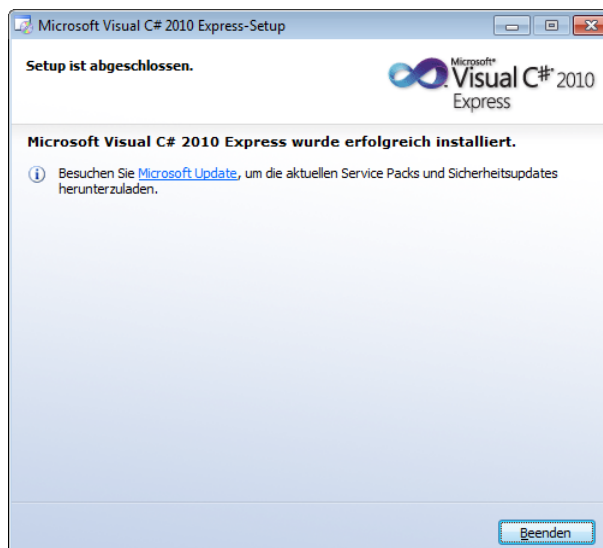 Microsoft Visual C# 2010 Express-Setup
Setup ist abgeschlossen.
Microsoft®
Visual C#® 2010
Express
Microsoft Visual C# 2010 Express wurde erfolgreich installiert.
Besuchen Sie Microsoft Update, um die aktuellen Service Packs und Sicherheitsupdates
herunterzuladen.
Beenden